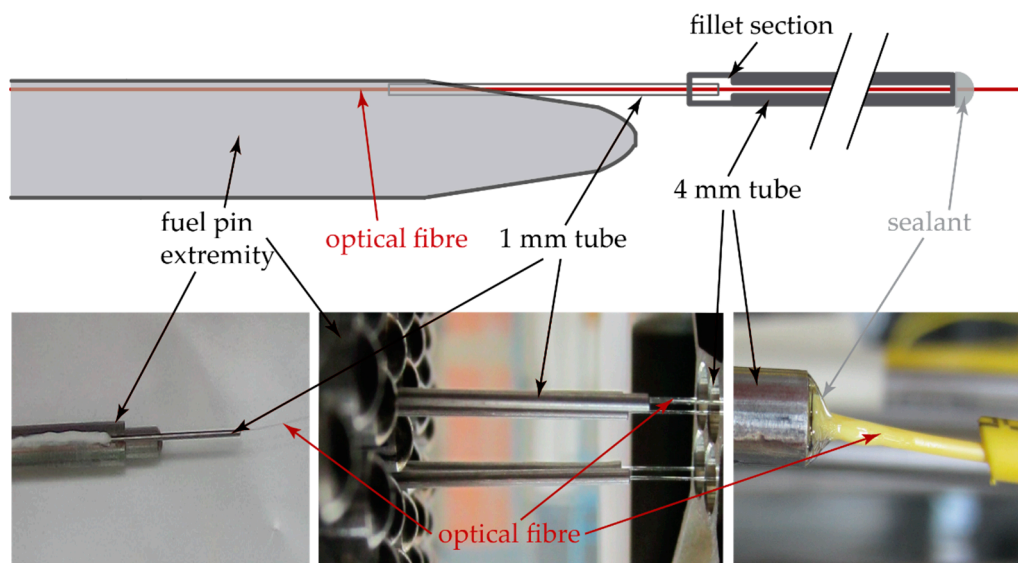 fillet section
fuel pin
extremity
optical fibre
1 mm tube
4 mm tube
sealant
optical fibre